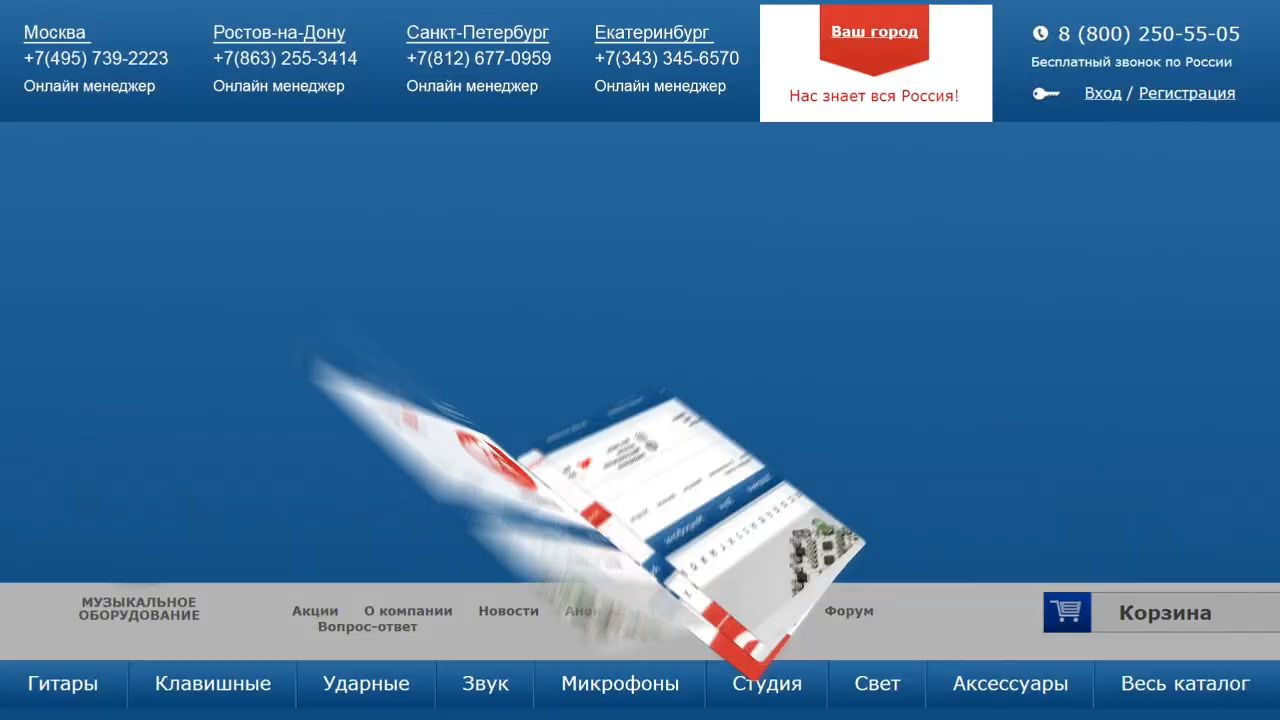 Москва
Ростов-на-Дону
Санкт-Петербург
Екатеринбург
Ваш город
8 (800) 250-55-05
+7(495) 739-2223
+7(863) 255-3414
+7(812) 677-0959
+7(343) 345-6570
Бесплатный звонок по России
Онлайн менеджер
Онлайн менеджер
Онлайн менеджер
Онлайн менеджер
Нас знает вся Россия!
Вход / Регистрация
МУЗЫКАЛЬНОЕ
ОБОРУДОВАНИЕ
Акции
О компании
Новости
Форум
Вопрос-ответ
Корзина
Гитары
Клавишные
Ударные
Звук
Микрофоны
Студия
Свет
Аксессуары
Весь каталог